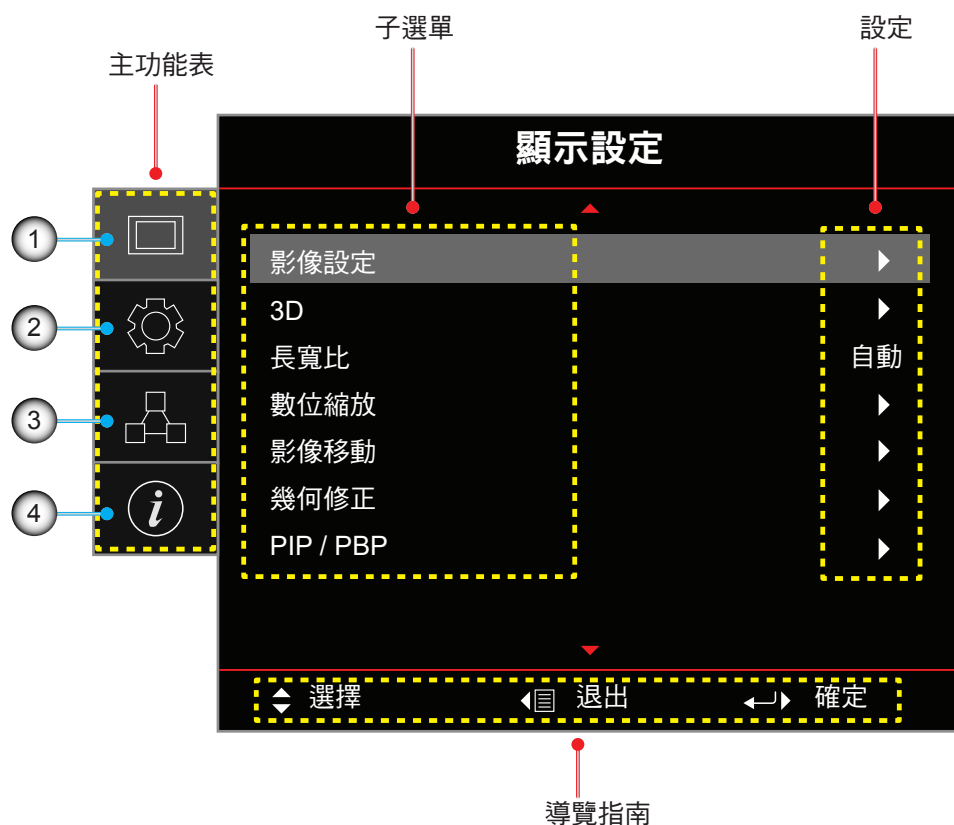 子選單
設定
主功能表
顯示設定
1
影像設定
3D
2
長寬比 自動
數位縮放
3
影像移動
幾何修正
4
i
PIP / PBP
選擇 退出 確定
導覽指南